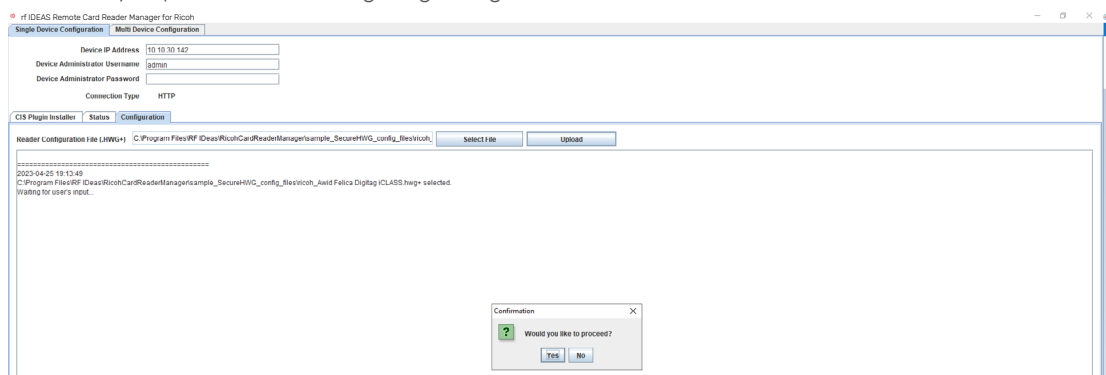 rf IDEAS Remote Card Reader Manager for Ricoh
Single Device Configuration Multi Device Configuration
Device IP Address 10.10.30.142
Device Administrator Username admin
Device Administrator Password
Connection Type HTTP
CIS Plugin Installer Status Configuration
Reader Configuration File (.HWG+) C:\Program Files\RF IDeas\RicohCardReaderManager\sample_SecureHWG_config_files\ricoh_ Select File Upload
================================================
2023-04-25 19:13:49
C:\Program Files\RF IDeas\RicohCardReaderManager\sample_SecureHWG_config_files\ricoh_Awid Felica Digitag iCLASS.hwg+ selected.
Waiting for user's input...
Confirmation
Would you like to proceed?
Yes No